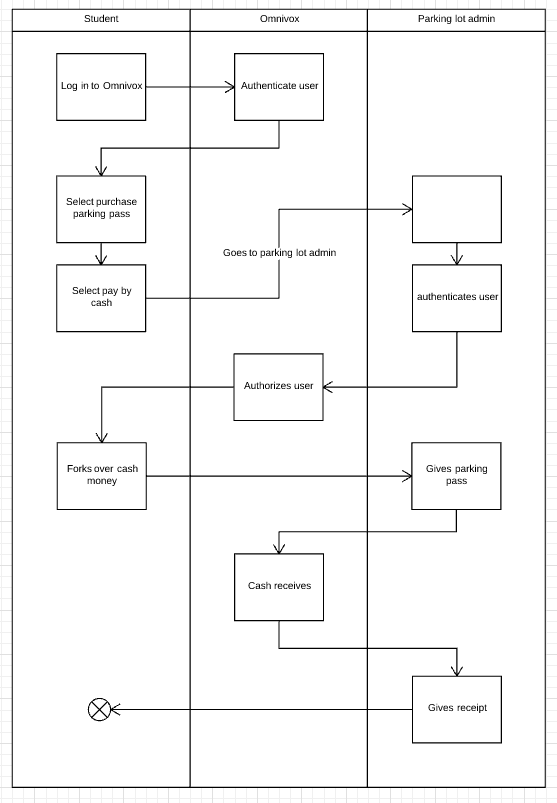 Student
Omnivox
Parking lot admin
Log in to Omnivox
Authenticate user
Select purchase
parking pass
Goes to parking lot admin
Select pay by
cash
authenticates user
Authorizes user
Forks over cash
money
Gives parking
pass
Cash receives
Gives receipt